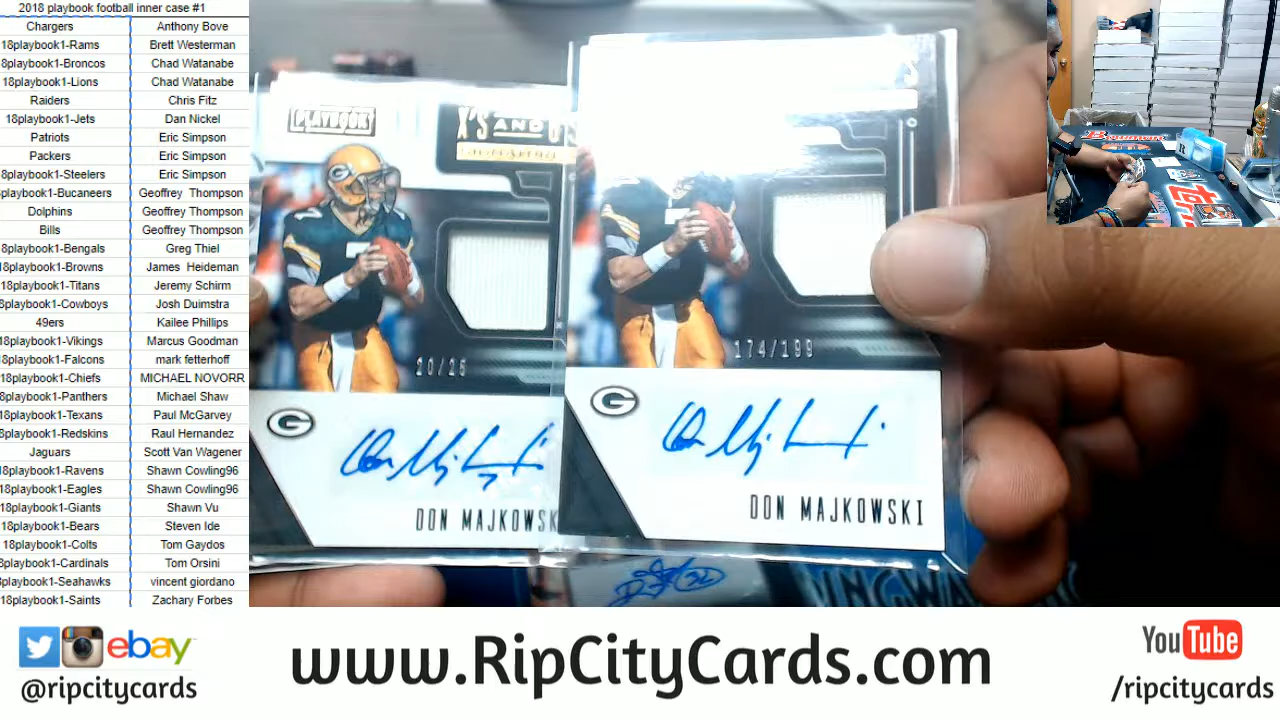 2018 playbook football inner case #1
Chargers Anthony Bove
18playbook1-Rams Brett Westerman
8playbook1-Broncos Chad Watanabe
18playbook1-Lions Chad Watanabe
Raiders Chris Fitz
18playbook1-Jets Dan Nickel
Patriots Eric Simpson
Packers Eric Simpson
8playbook1-Steelers Eric Simpson
playbook1-Bucaneers Geoffrey Thompson
Dolphins Geoffrey Thompson
Bills Geoffrey Thompson
8playbook1-Bengals Greg Thiel
8playbook1-Browns James Heideman
18playbook1-Titans Jeremy Schirm
8playbook1-Cowboys Josh Duimstra
49ers Kailee Phillips
18playbook1-Vikings Marcus Goodman
18playbook1-Falcons mark fetterhoff
18playbook1-Chiefs MICHAEL NOVORR
8playbook1-Panthers Michael Shaw
18playbook1-Texans Paul McGarvey
8playbook1-Redskins Raul Hernandez
Jaguars Scott Van Wagener
18playbook1-Ravens Shawn Cowling96
18playbook1-Eagles Shawn Cowling96
18playbook1-Giants Shawn Vu
18playbook1-Bears Steven Ide
18playbook1-Colts Tom Gaydos
8playbook1-Cardinals Tom Orsini
playbook1-Seahawks vincent giordano
18playbook1-Saints Zachary Forbes
PLAYBOOK
X'S AND O
20/25
G
DON MAJKOWSK
S
174/199
G
DON MAJKOWSKI
Bowman
ebay
@ripcitycards
www.RipCityCards.com
YouTube
/ripcitycards